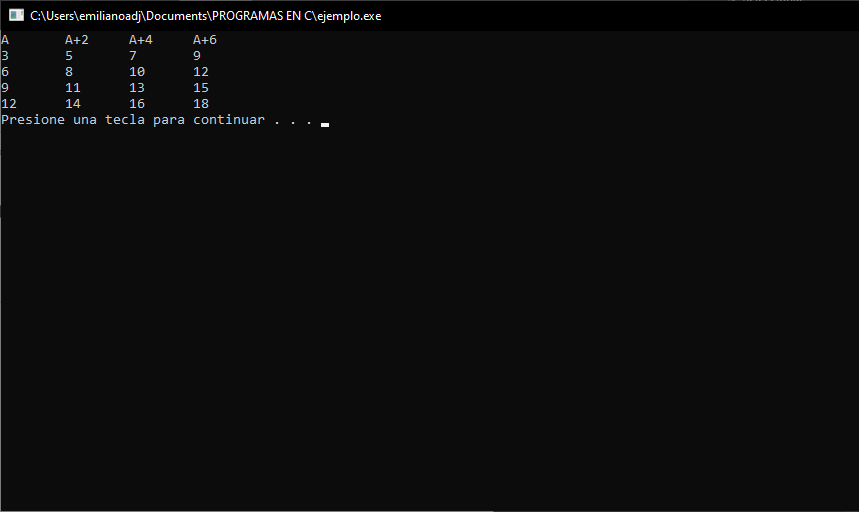 C:\Users\emilianoadj\Documents\PROGRAMAS EN C\ejemplo.exe
A A+2 A+4 A+6
3 5 7 9
6 8 10 12
9 11 13 15
12 14 16 18
Presione una tecla para continuar . . .